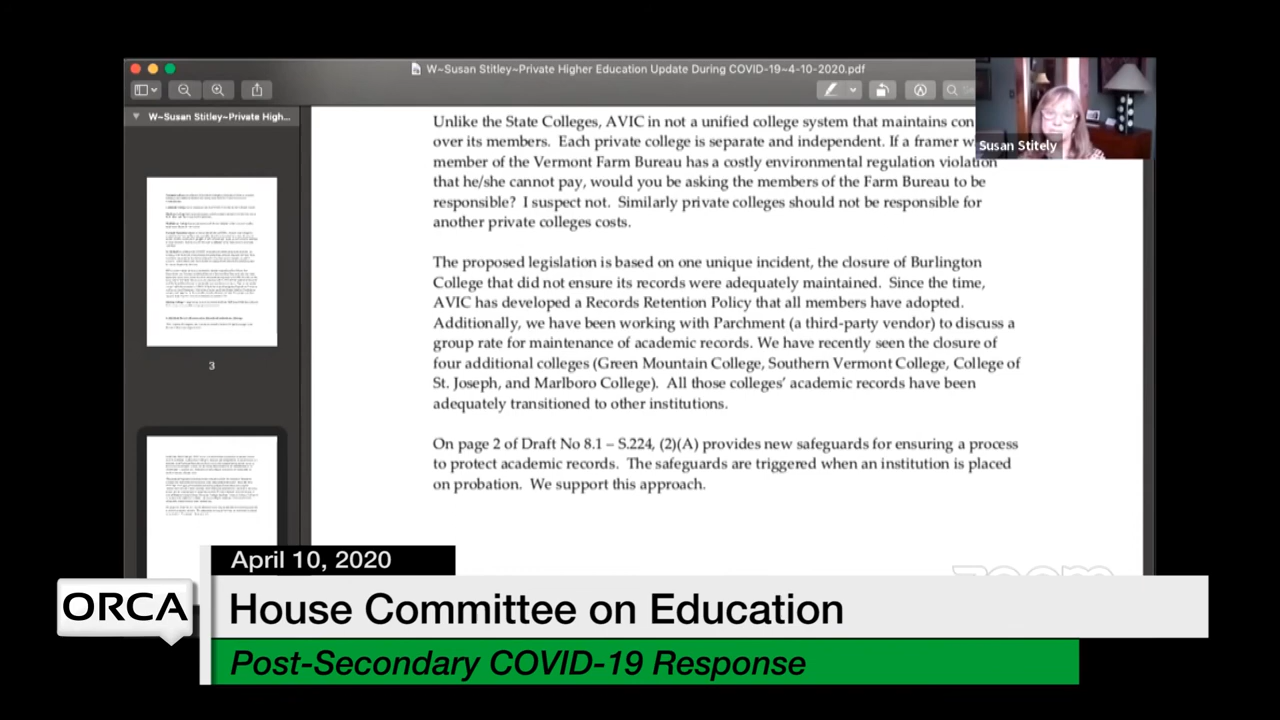 W~Susan Stitley~Private Higher Education Update During COVID-19~4-10-2020.pdf
W~Susan Stitley~Private High...
Susan Stitely
Unlike the State Colleges, AVIC in not a unified college system that maintains con
over its members. Each private college is separate and independent. If a framer w
member of the Vermont Farm Bureau has a costly environmental regulation violation
that he/she cannot pay, would you be asking the members of the Farm Bureau to be
responsible? I suspect not. Similarly private colleges should not be responsible for
another private colleges costs.
The proposed legislation is based on one unique incident, the closure of Burlington
College that did not ensure its records were adequately maintained. Since the time,
AVIC has developed a Records Retention Policy that all members have adopted.
Additionally, we have been working with Parchment (a third-party vendor) to discuss a
group rate for maintenance of academic records. We have recently seen the closure of
four additional colleges (Green Mountain College, Southern Vermont College, College of
St. Joseph, and Marlboro College). All those colleges' academic records have been
adequately transitioned to other institutions.
On page 2 of Draft No 8.1 – S.224, (2)(A) provides new safeguards for ensuring a process
to protect academic records. The safeguards are triggered when an institution is placed
on probation. We support this approach.
3
zoom
April 10, 2020
ORCA
House Committee on Education
Post-Secondary COVID-19 Response